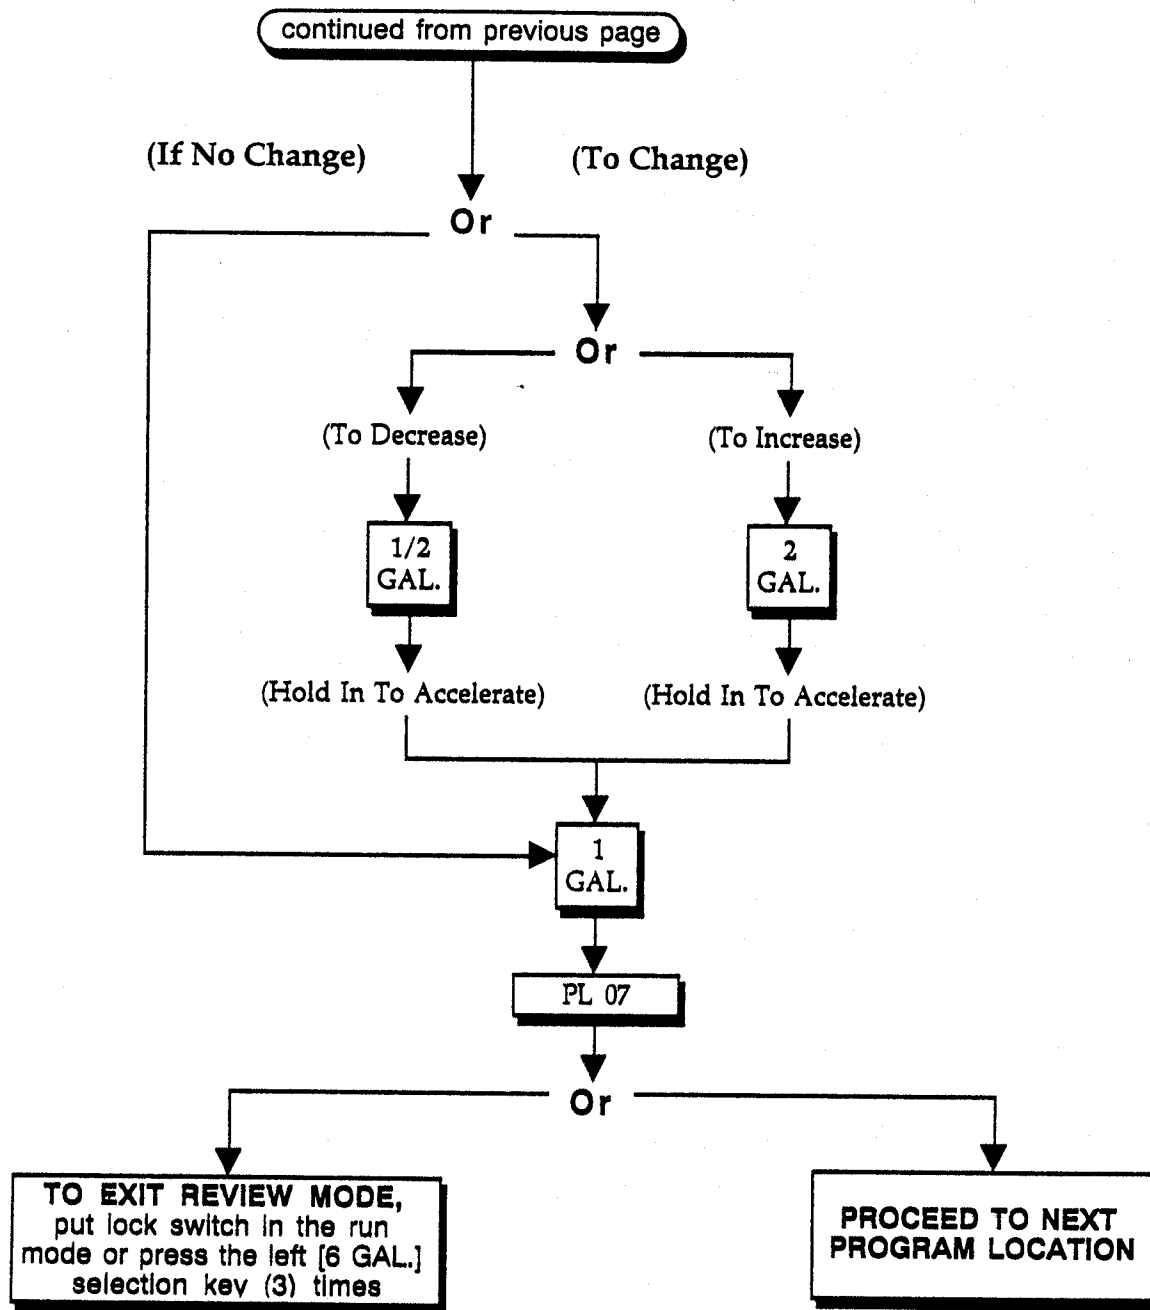 continued from previous page
(If No Change)
(To Change)
Or
Or
(To Decrease)
(To Increase)
1/2
GAL.
2
GAL.
(Hold In To Accelerate)
(Hold In To Accelerate)
1
GAL.
PL 07
Or
TO EXIT REVIEW MODE,
put lock switch in the run
mode or press the left [6 GAL.]
selection key (3) times
PROCEED TO NEXT
PROGRAM LOCATION